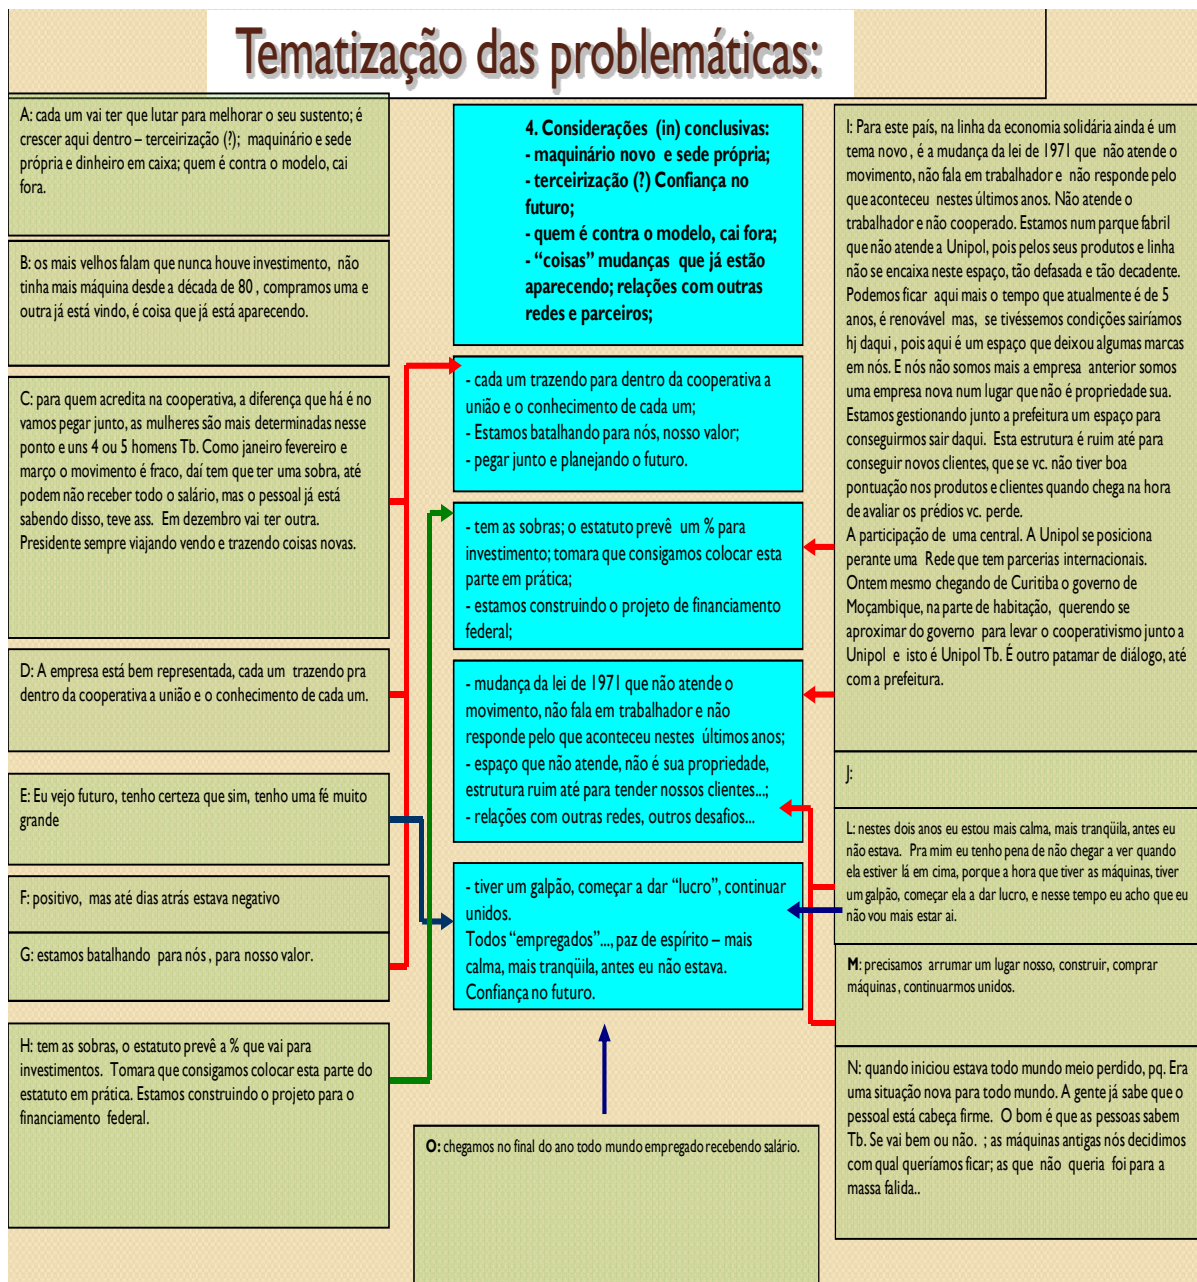 Tematização das problemáticas:
A: cada um vai ter que lutar para melhorar o seu sustento; é
crescer aqui dentro – terceirização (?);  maquinário e sede
própria e dinheiro em caixa; quem é contra o modelo, cai
fora.
B: os mais velhos falam que nunca houve investimento,  não
tinha mais máquina desde a década de 80 , compramos uma e
outra já está vindo, é coisa que já está aparecendo.
C: para quem acredita na cooperativa, a diferença que há é no
vamos pegar junto, as mulheres são mais determinadas nesse
ponto e uns 4 ou 5 homens Tb. Como janeiro fevereiro e
março o movimento é fraco, daí tem que ter uma sobra, até
podem não receber todo o salário, mas o pessoal já está
sabendo disso, teve ass.  Em dezembro vai ter outra.
Presidente sempre viajando vendo e trazendo coisas novas.
D: A empresa está bem representada, cada um  trazendo pra
dentro da cooperativa a união e o conhecimento de cada um.
E: Eu vejo futuro, tenho certeza que sim, tenho uma fé muito
grande
F: positivo,  mas até dias atrás estava negativo
G: estamos batalhando  para nós , para nosso valor.
H: tem as sobras, o estatuto prevê a % que vai para
investimentos.  Tomara que consigamos colocar esta parte do
estatuto em prática. Estamos construindo o projeto para o
financiamento  federal.
4. Considerações  (in) conclusivas:
- maquinário novo  e sede própria;
- terceirização (?) Confiança no
futuro;
- quem é contra o modelo, cai fora;
- “coisas” mudanças  que já estão
aparecendo; relações com outras
redes e parceiros;
- cada um trazendo para dentro da cooperativa a
união e o conhecimento de cada um;
- Estamos batalhando para nós, nosso valor;
- pegar junto e planejando o futuro.
- tem as sobras; o estatuto prevê  um % para
investimento; tomara que consigamos colocar esta
parte em prática;
- estamos construindo o projeto de financiamento
federal;
- mudança da lei de 1971 que não atende o
movimento, não fala em trabalhador e não
responde pelo que aconteceu nestes  últimos anos;
- espaço que não atende, não é sua propriedade,
estrutura ruim até para tender nossos clientes...;
- relações com outras redes, outros desafios...
- tiver um galpão, começar a dar “lucro”, continuar
unidos.
Todos “empregados”..., paz de espírito – mais
calma, mais tranqüila, antes eu não estava.
Confiança no futuro.
O: chegamos no final do ano todo mundo empregado recebendo salário.
I: Para este país, na linha da economia solidária ainda é um
tema novo , é a mudança da lei de 1971 que  não atende o
movimento, não fala em trabalhador e  não responde pelo
que aconteceu  nestes últimos anos. Não atende o
trabalhador e não cooperado. Estamos num parque fabril
que não atende a Unipol, pois pelos seus produtos e linha
não se encaixa neste espaço, tão defasada e tão decadente.
Podemos ficar  aqui mais o tempo que atualmente é de 5
anos, é renovável mas,  se tivéssemos condições sairíamos
hj daqui , pois aqui é um espaço que deixou algumas marcas
em nós. E nós não somos mais a empresa  anterior somos
uma empresa nova num lugar que não é propriedade sua.
Estamos gestionando junto a prefeitura um espaço para
conseguirmos sair daqui.  Esta estrutura é ruim até para
conseguir novos clientes, que se vc. não tiver boa
pontuação nos produtos e clientes quando chega na hora
de avaliar os prédios vc. perde.
A participação de  uma central. A Unipol se posiciona
perante uma  Rede que tem parcerias internacionais.
Ontem mesmo chegando de Curitiba o governo de
Moçambique, na parte de habitação,  querendo se
aproximar do governo  para levar o cooperativismo junto a
Unipol  e  isto é Unipol Tb. É outro patamar de diálogo, até
com a prefeitura.
J:
L: nestes dois anos eu estou mais calma, mais tranqüila, antes eu
não estava.  Pra mim eu tenho pena de não chegar a ver quando
ela estiver lá em cima, porque a hora que tiver as máquinas, tiver
um galpão, começar ela a dar lucro, e nesse tempo eu acho que eu
não vou mais estar ai.
M: precisamos  arrumar um lugar nosso, construir, comprar
máquinas , continuarmos unidos.
N: quando iniciou estava todo mundo meio perdido, pq. Era
uma situação nova para todo mundo. A gente já sabe que o
pessoal está cabeça firme.  O bom é que as pessoas sabem
Tb. Se vai bem ou não.  ; as máquinas antigas nós decidimos
com qual queríamos ficar; as que  não  queria  foi para a
massa falida..